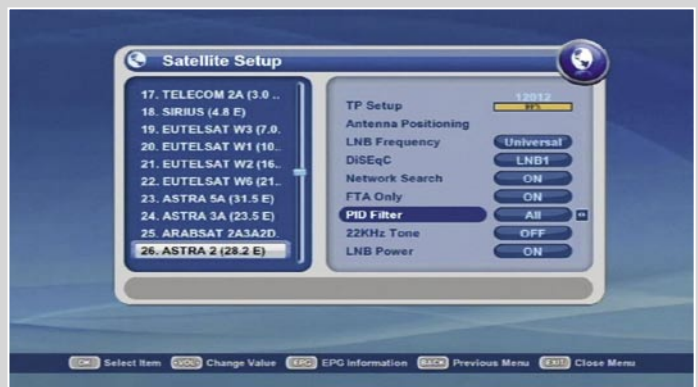 Satellite Setup
17. TELECOM 2A (3.0 ..
18. SIRIUS (4.8 E)
19. EUTELSAT W3 (7.0.
20. EUTELSAT W1 (10..
21. EUTELSAT W2 (16..
22. EUTELSAT W6 (21..
23. ASTRA 5A (31.5 E)
24. ASTRA 3A (23.5 E)
25. ARABSAT 2A3A2D.
26. ASTRA 2 (28.2 E)
TP Setup 12012
Antenna Positioning
LNB Frequency Universal
DiSEqC LNB1
Network Search ON
FTA Only ON
PID Filter All
22KHz Tone OFF
LNB Power ON
OK Select Item VOL Change Value EPG EPG Information BACK Previous Menu EXIT Close Menu